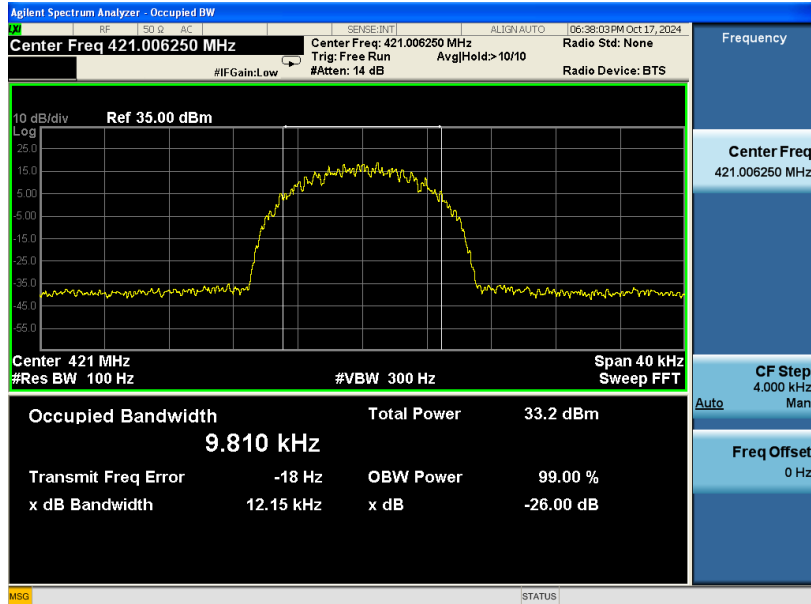 Agilent Spectrum Analyzer - Occupied BW
LXI RF 50 Ω AC SENSE:INT ALIGN AUTO 06:38:03 PM Oct 17, 2024
Center Freq 421.006250 MHz
Center Freq: 421.006250 MHz
Radio Std: None
Trig: Free Run Avg|Hold:>10/10
#IFGain:Low #Atten: 14 dB Radio Device: BTS
10 dB/div Ref 35.00 dBm
Log
25.0
15.0
5.00
-5.00
-15.0
-25.0
-35.0
-45.0
-55.0
Center 421 MHz Span 40 kHz
#Res BW 100 Hz #VBW 300 Hz Sweep FFT
Occupied Bandwidth Total Power 33.2 dBm
9.810 kHz
Transmit Freq Error -18 Hz OBW Power 99.00 %
x dB Bandwidth 12.15 kHz x dB -26.00 dB
Frequency
Center Freq
421.006250 MHz
CF Step
4.000 kHz
Auto Man
Freq Offset
0 Hz
MSG STATUS